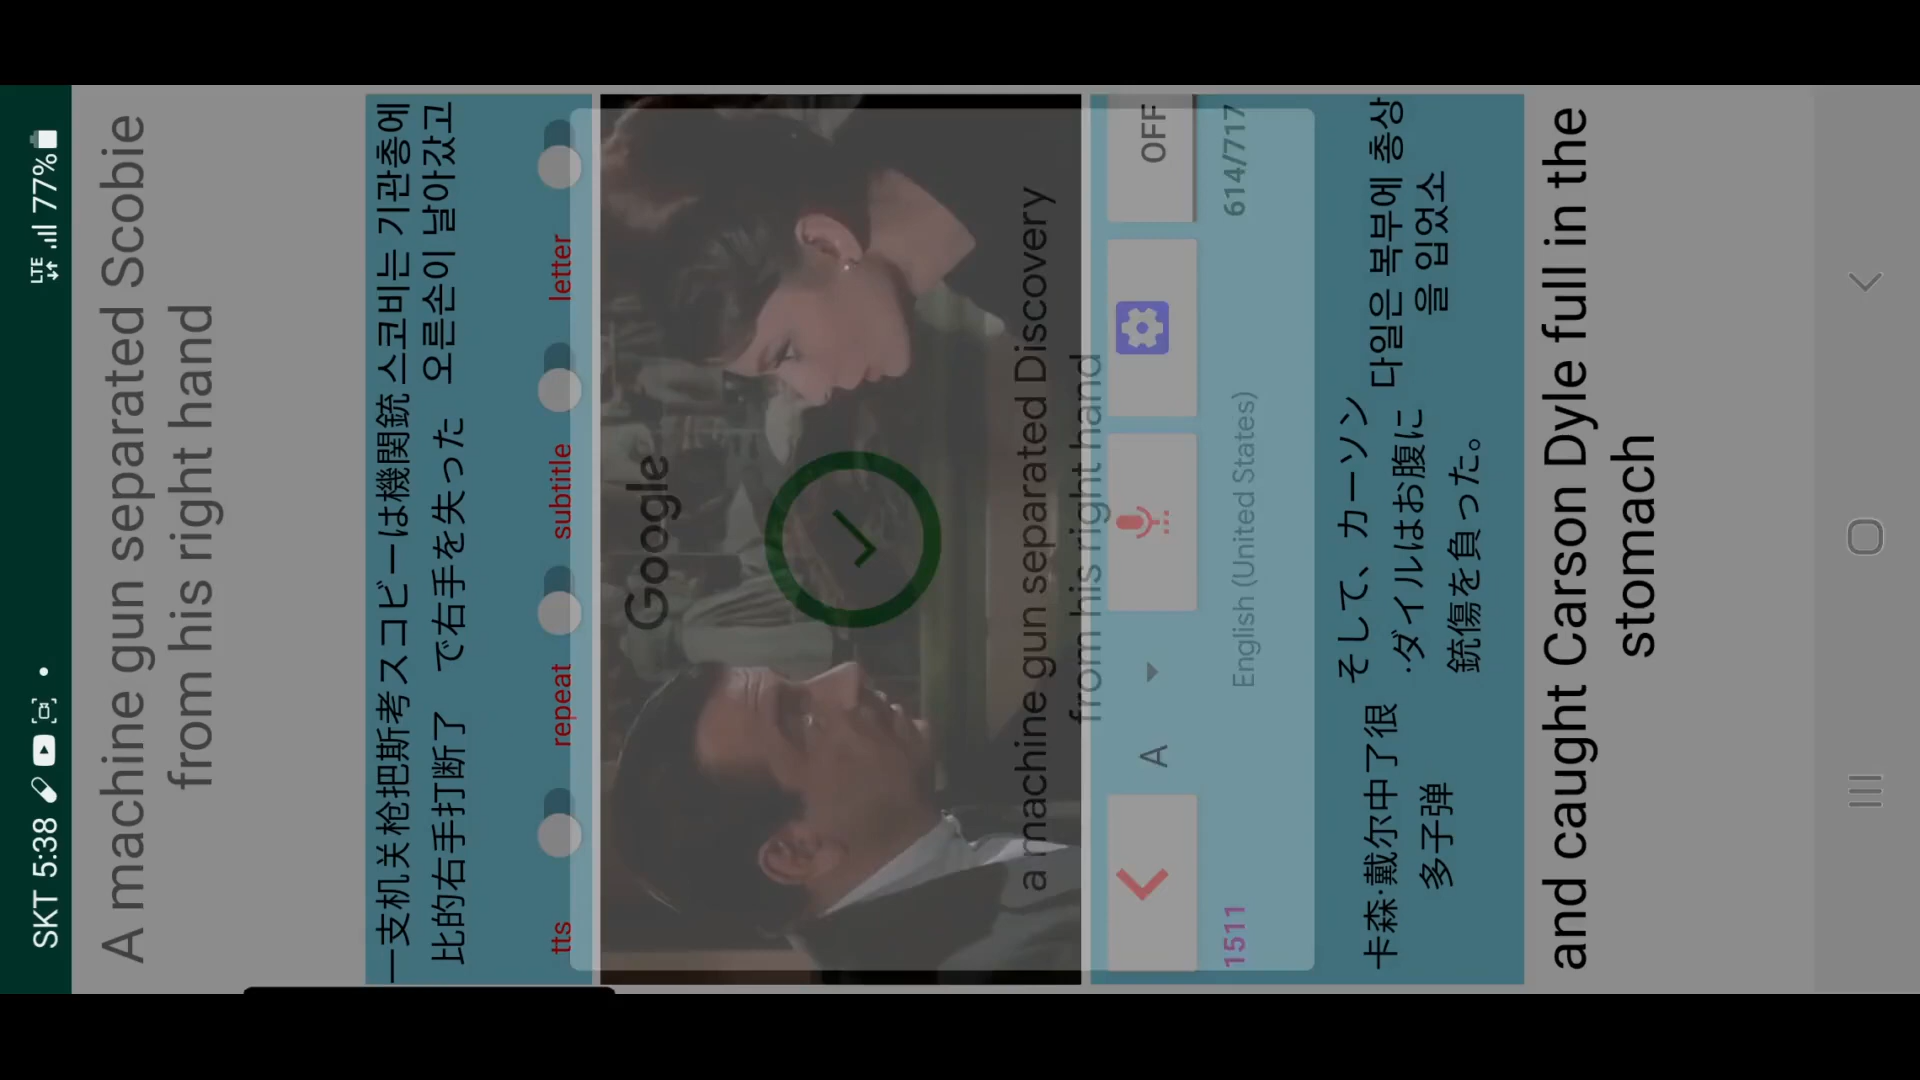 SKT 5:38 LTE 77%
A machine gun separated Scobie
from his right hand
一支机关枪把斯考
比的右手打断了
スコビーは機関銃
で右手を失った
스코비는 기관총에
오른손이 날아갔고
tts repeat subtitle letter
Google
a machine gun separated Discovery
from his right hand
A OFF
1511 English (United States) 614/717
卡森·戴尔中了很
多子弹
そして、カーソン
·ダイルはお腹に
銃傷を負った。
다일은 복부에 총상
을 입었소
and caught Carson Dyle full in the
stomach